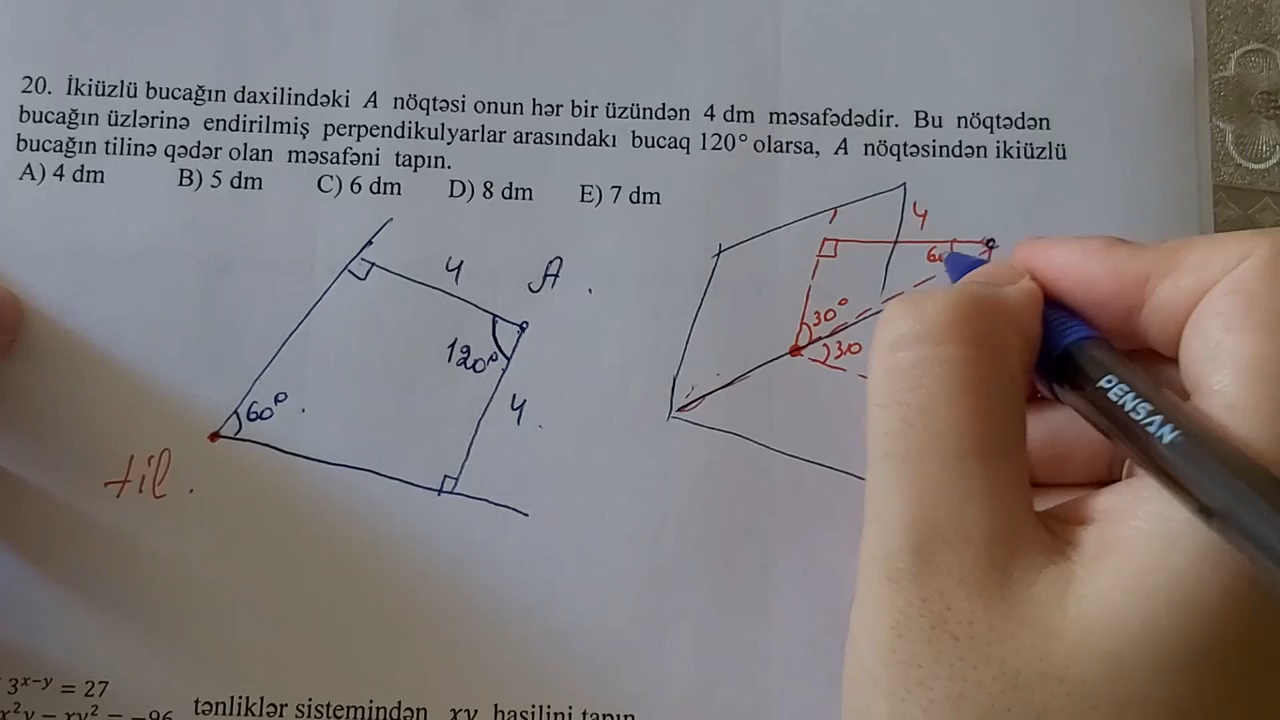 20. İkiüzlü bucağın daxilindəki A nöqtəsi onun hər bir üzündən 4 dm məsafədədir. Bu nöqtədən
bucağın üzlərinə endirilmiş perpendikulyarlar arasındakı bucaq 120° olarsa, A nöqtəsindən ikiüzlü
bucağın tilinə qədər olan məsafəni tapın.
A) 4 dm B) 5 dm C) 6 dm D) 8 dm E) 7 dm
4 A .
120°
4 .
60° .
til .
4
30°
30
PENSAN
3^{x-y} = 27
tənliklər sistemindən xy hasilini tapın